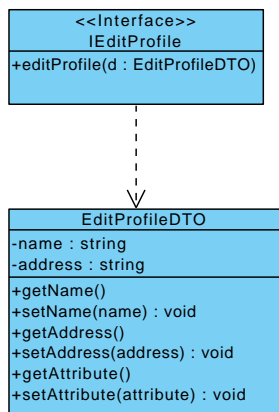 <<Interface>>
IEditProfile
+editProfile(d : EditProfileDTO)
EditProfileDTO
-name : string
-address : string
+getName()
+setName(name) : void
+getAddress()
+setAddress(address) : void
+getAttribute()
+setAttribute(attribute) : void